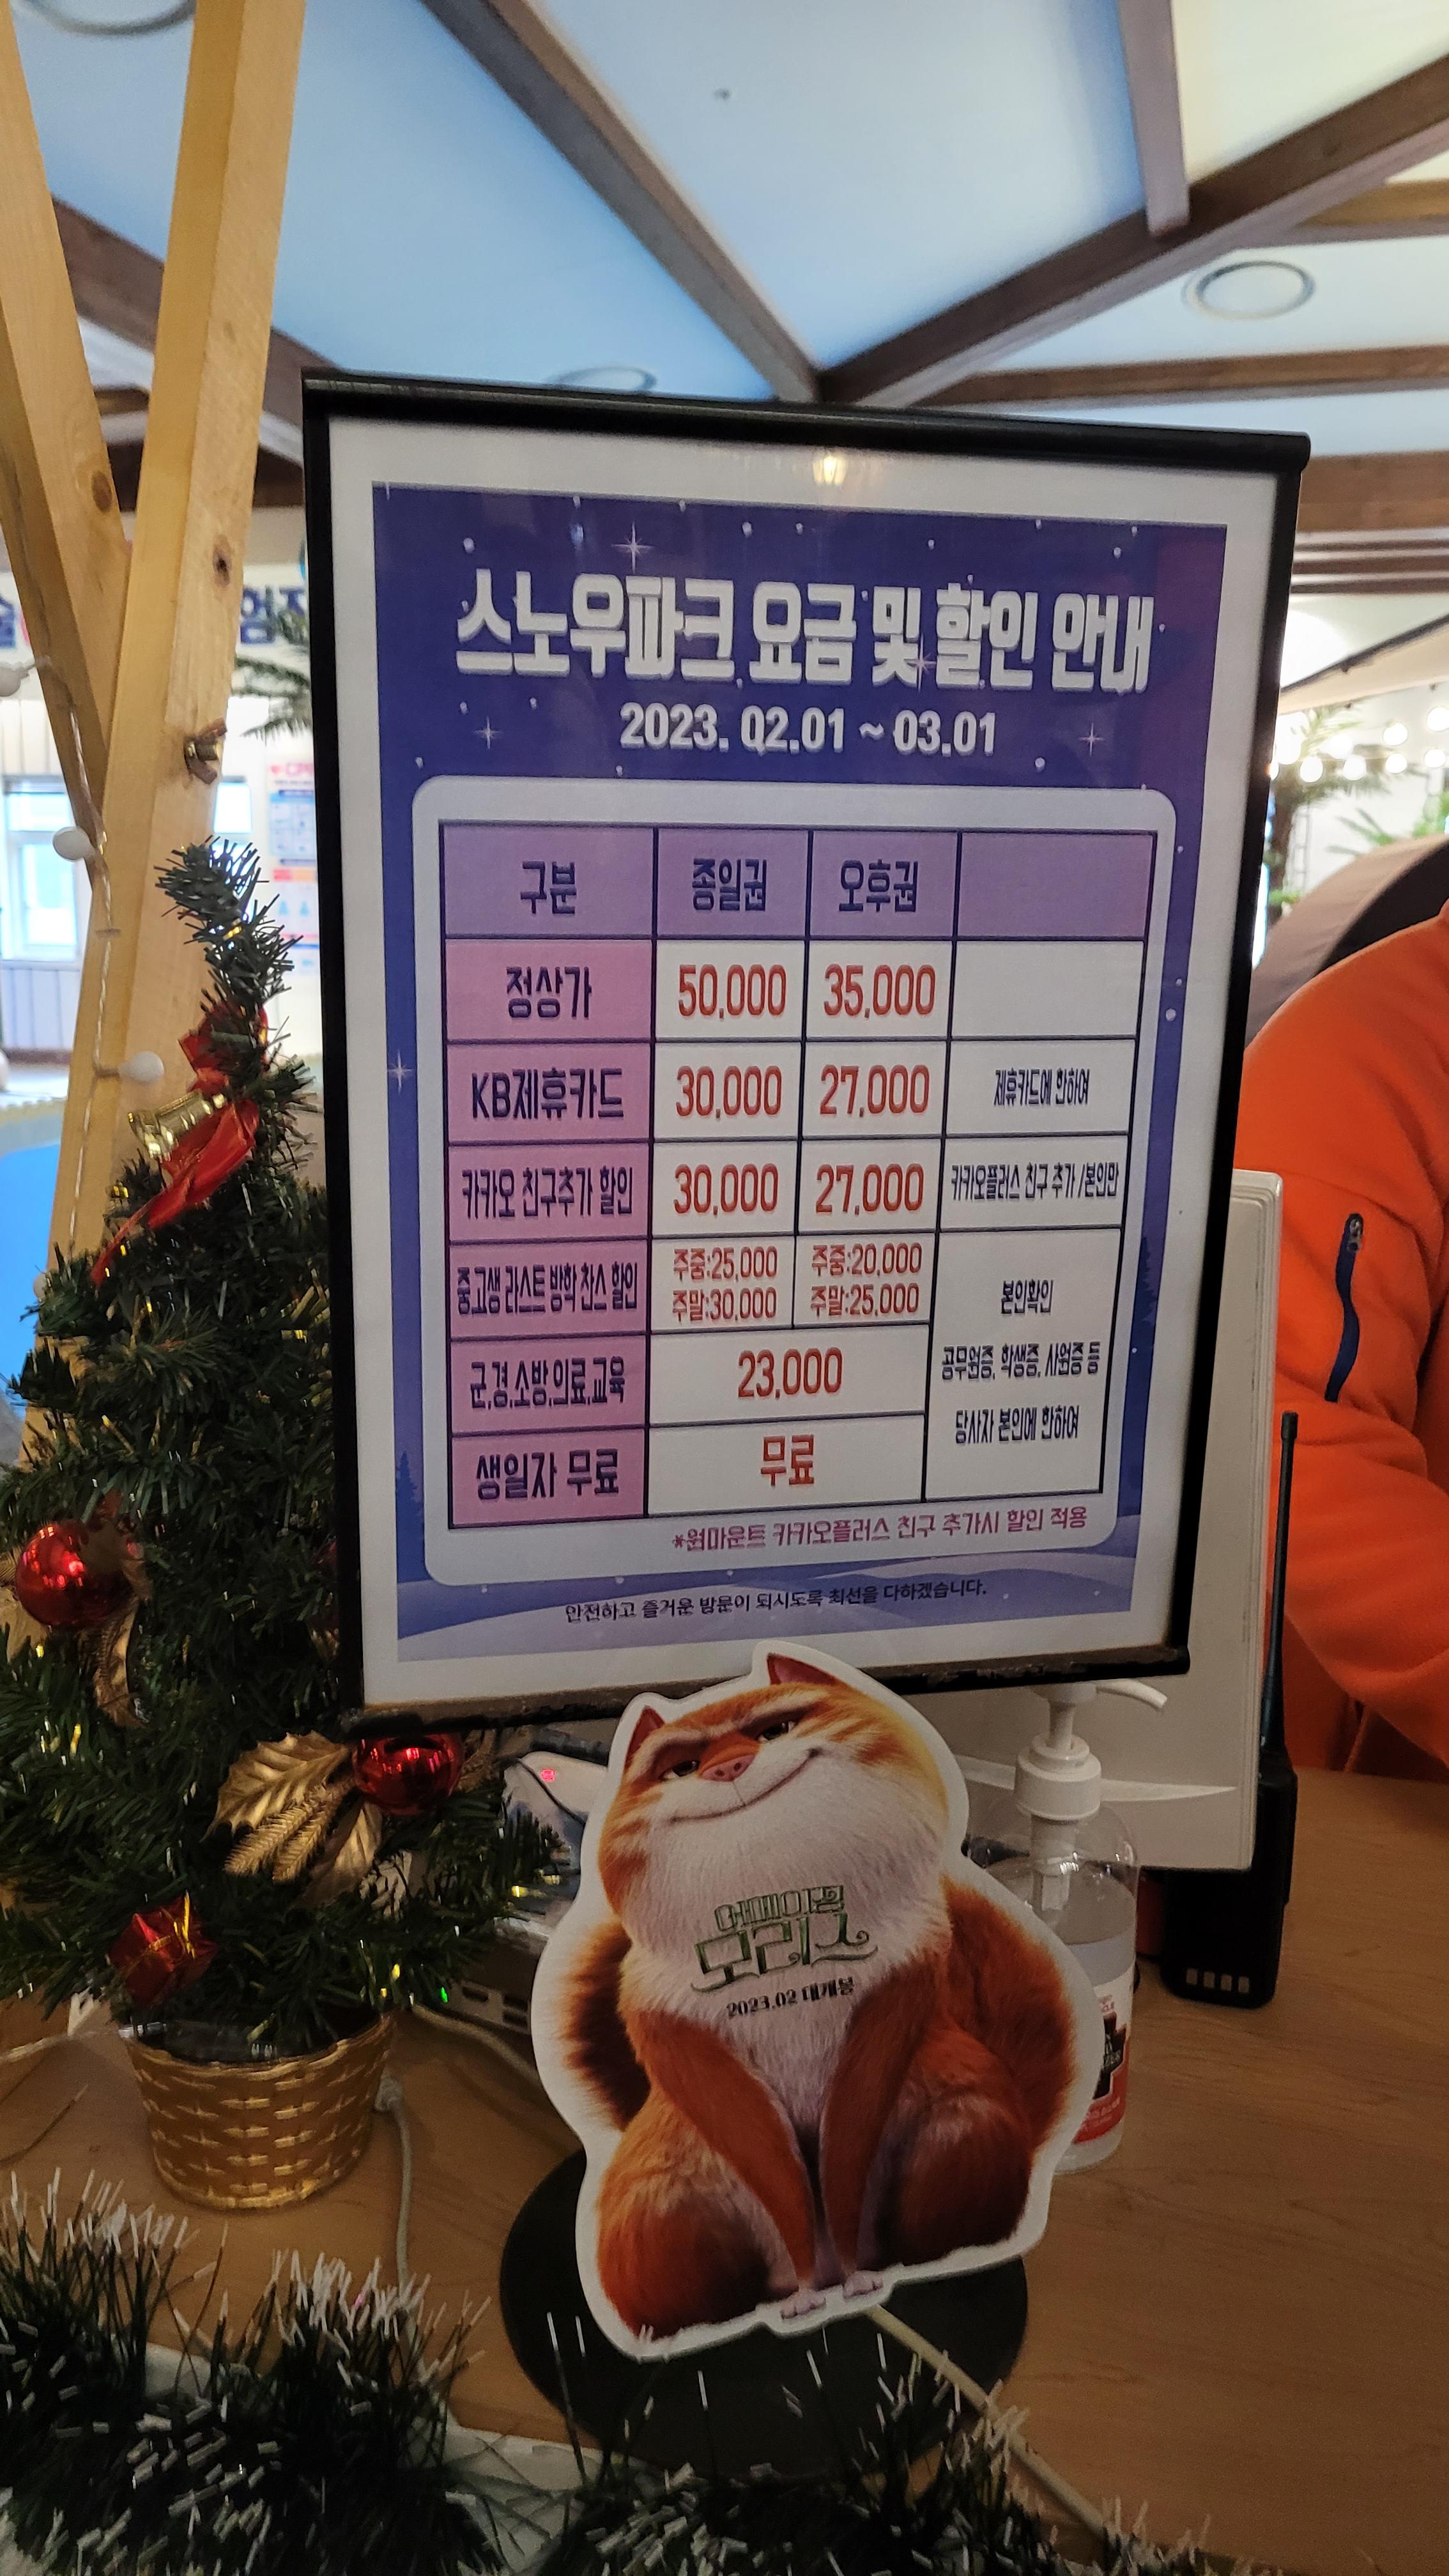 스노우파크 요금 및 할인 안내
2023. 02.01 ~ 03.01
구분 종일권 오후권
정상가 50,000 35,000
KB제휴카드 30,000 27,000 제휴카드에 한하여
카카오 친구추가 할인 30,000 27,000 카카오플러스 친구 추가 /본인만
중고생 라스트 방학 찬스 할인 주중:25,000 주중:20,000
주말:30,000 주말:25,000
군,경,소방,의료,교육 23,000
생일자 무료 무료
본인확인
공무원증, 학생증, 사원증 등
당사자 본인에 한하여
*원마운트 카카오플러스 친구 추가시 할인 적용
안전하고 즐거운 방문이 되시도록 최선을 다하겠습니다.
어메이징
모리스
2023.02 대개봉